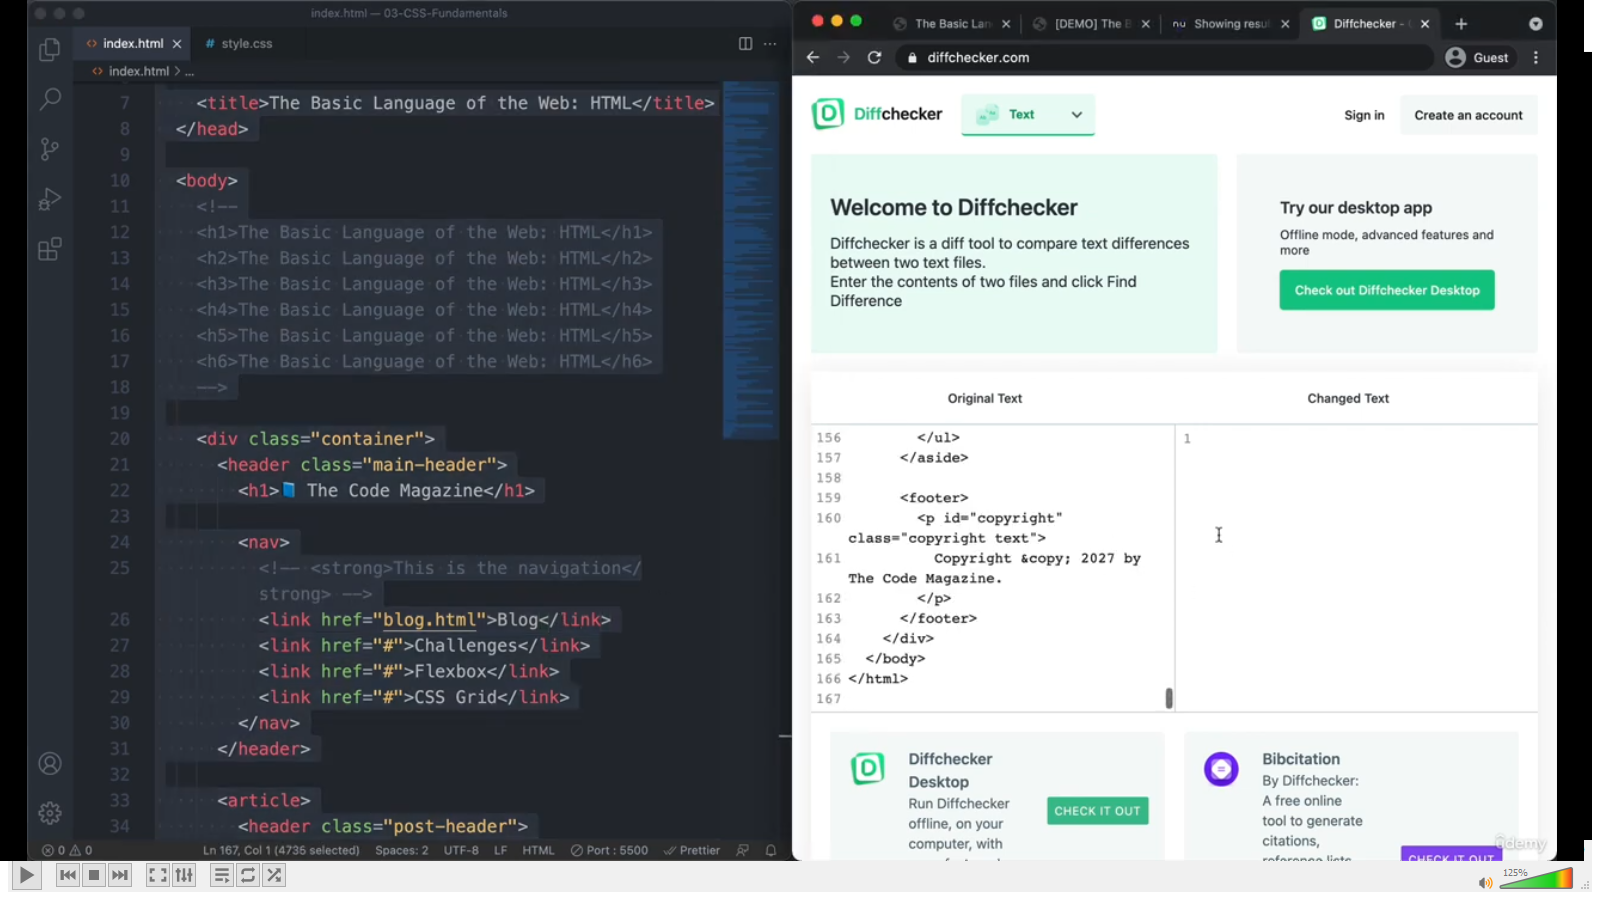 index.html — 03-CSS-Fundamentals
<> index.html ×
# style.css
<> index.html > ...
7 <title>The Basic Language of the Web: HTML</title>
8 </head>
9
10 <body>
11 <!--
12 <h1>The Basic Language of the Web: HTML</h1>
13 <h2>The Basic Language of the Web: HTML</h2>
14 <h3>The Basic Language of the Web: HTML</h3>
15 <h4>The Basic Language of the Web: HTML</h4>
16 <h5>The Basic Language of the Web: HTML</h5>
17 <h6>The Basic Language of the Web: HTML</h6>
18 -->
19
20 <div class="container">
21 <header class="main-header">
22 <h1>📘 The Code Magazine</h1>
23
24 <nav>
25 <!-- <strong>This is the navigation</
strong> -->
26 <link href="blog.html">Blog</link>
27 <link href="#">Challenges</link>
28 <link href="#">Flexbox</link>
29 <link href="#">CSS Grid</link>
30 </nav>
31 </header>
32
33 <article>
34 <header class="post-header">
0 0
Ln 167, Col 1 (4735 selected) Spaces: 2 UTF-8 LF HTML Port : 5500 Prettier
The Basic Lan
[DEMO] The B
nu Showing resul
Diffchecker -
diffchecker.com
Guest
Diffchecker
Text
Sign in
Create an account
Welcome to Diffchecker
Diffchecker is a diff tool to compare text differences
between two text files.
Enter the contents of two files and click Find
Difference
Try our desktop app
Offline mode, advanced features and
more
Check out Diffchecker Desktop
Original Text
Changed Text
156 </ul>
157 </aside>
158
159 <footer>
160 <p id="copyright"
class="copyright text">
161 Copyright &copy; 2027 by
The Code Magazine.
162 </p>
163 </footer>
164 </div>
165 </body>
166 </html>
167
1
Diffchecker
Desktop
Run Diffchecker
offline, on your
computer, with
CHECK IT OUT
Bibcitation
By Diffchecker:
A free online
tool to generate
citations,
reference lists
CHECK IT OUT
ûdemy
125%